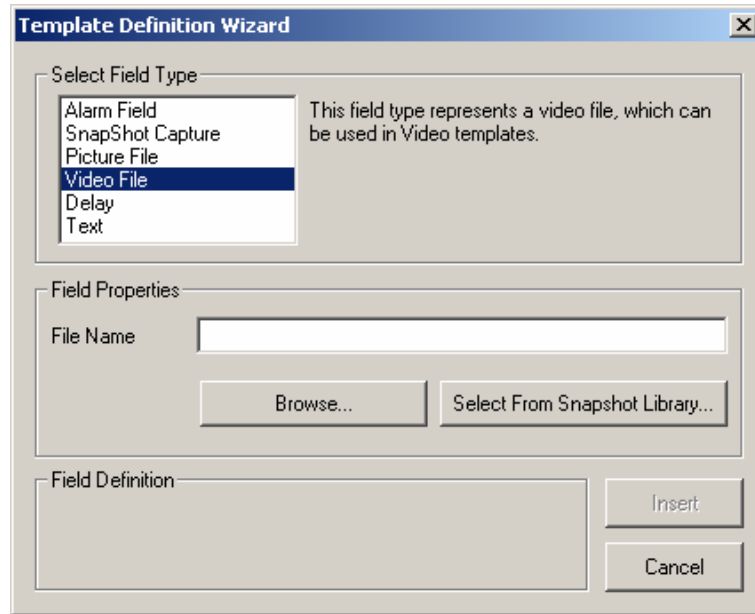 Template Definition Wizard
Select Field Type
Alarm Field
SnapShot Capture
Picture File
Video File
Delay
Text
This field type represents a video file, which can
be used in Video templates.
Field Properties
File Name
Browse...
Select From Snapshot Library...
Field Definition
Insert
Cancel